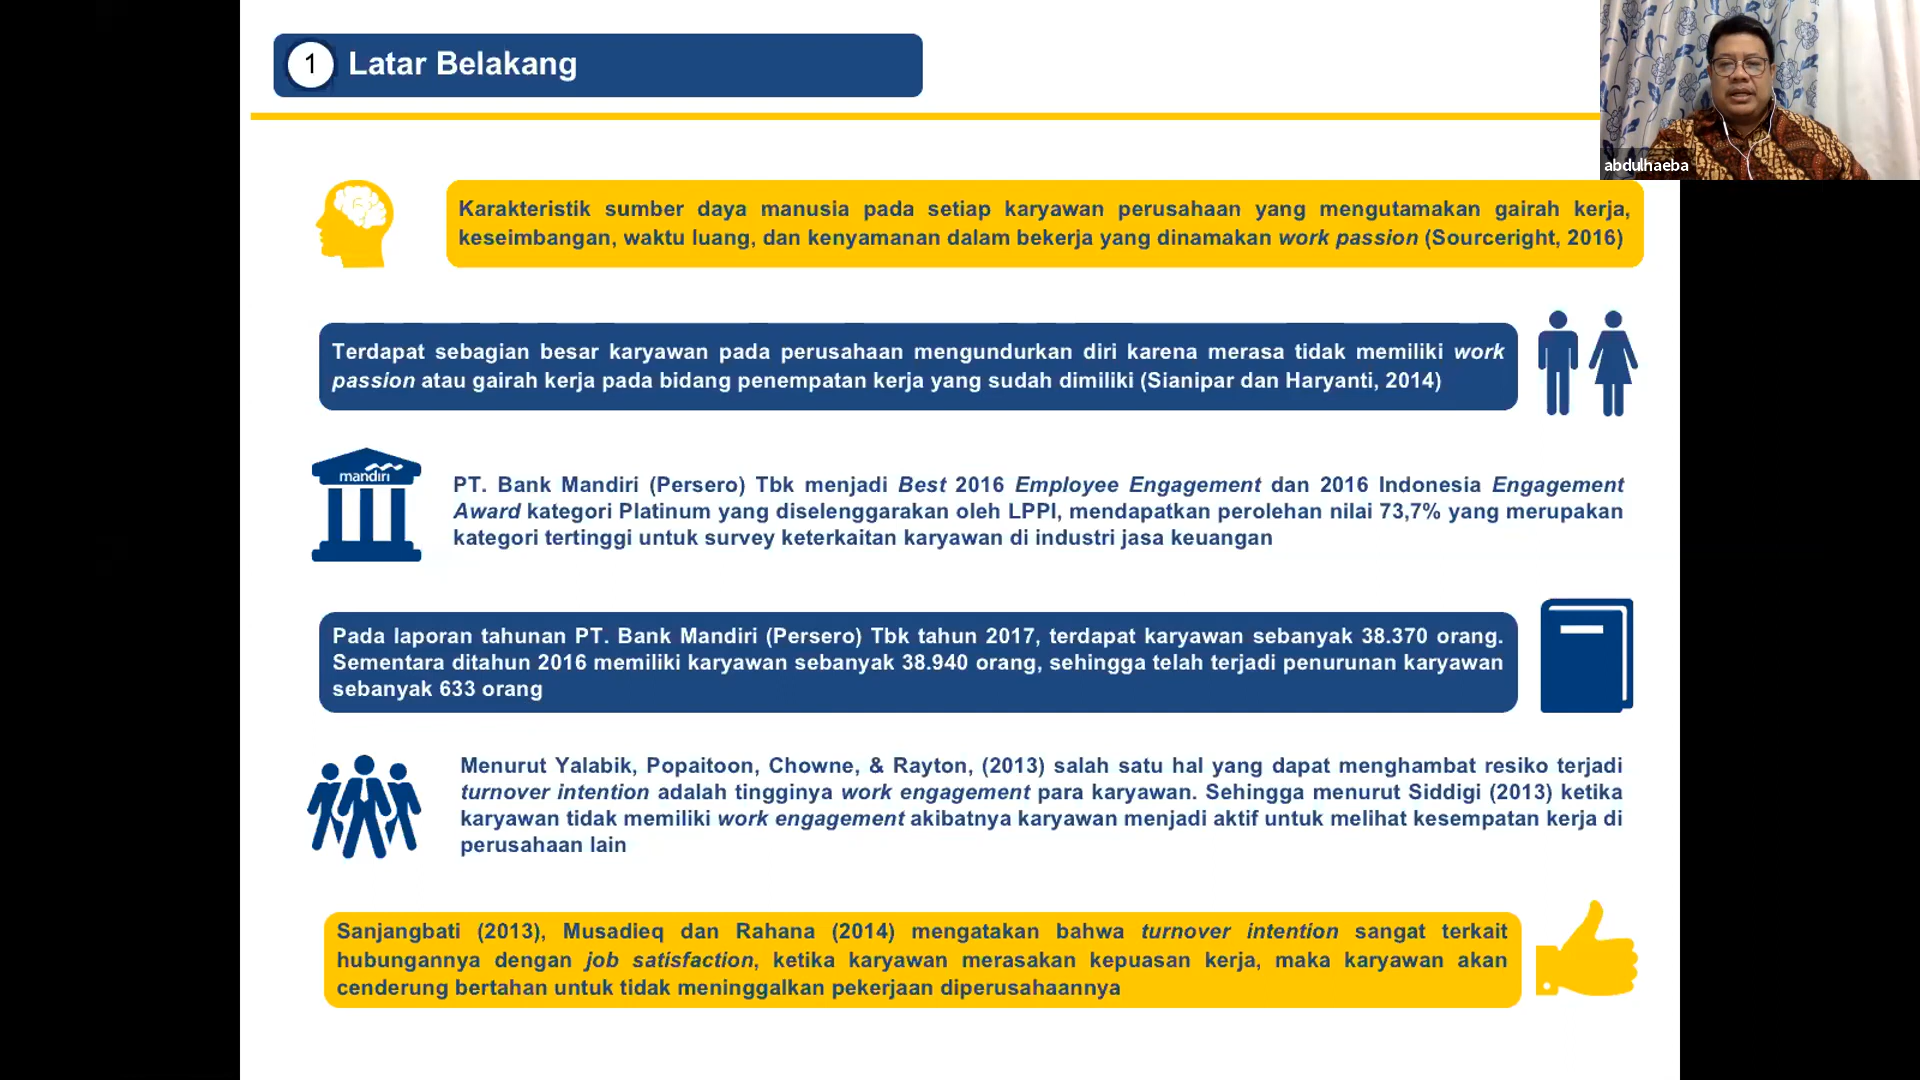 1 Latar Belakang
abdulhaeba
Karakteristik sumber daya manusia pada setiap karyawan perusahaan yang mengutamakan gairah kerja,
keseimbangan, waktu luang, dan kenyamanan dalam bekerja yang dinamakan work passion (Sourceright, 2016)
Terdapat sebagian besar karyawan pada perusahaan mengundurkan diri karena merasa tidak memiliki work
passion atau gairah kerja pada bidang penempatan kerja yang sudah dimiliki (Sianipar dan Haryanti, 2014)
mandiri
PT. Bank Mandiri (Persero) Tbk menjadi Best 2016 Employee Engagement dan 2016 Indonesia Engagement
Award kategori Platinum yang diselenggarakan oleh LPPI, mendapatkan perolehan nilai 73,7% yang merupakan
kategori tertinggi untuk survey keterkaitan karyawan di industri jasa keuangan
Pada laporan tahunan PT. Bank Mandiri (Persero) Tbk tahun 2017, terdapat karyawan sebanyak 38.370 orang.
Sementara ditahun 2016 memiliki karyawan sebanyak 38.940 orang, sehingga telah terjadi penurunan karyawan
sebanyak 633 orang
Menurut Yalabik, Popaitoon, Chowne, & Rayton, (2013) salah satu hal yang dapat menghambat resiko terjadi
turnover intention adalah tingginya work engagement para karyawan. Sehingga menurut Siddigi (2013) ketika
karyawan tidak memiliki work engagement akibatnya karyawan menjadi aktif untuk melihat kesempatan kerja di
perusahaan lain
Sanjangbati (2013), Musadieq dan Rahana (2014) mengatakan bahwa turnover intention sangat terkait
hubungannya dengan job satisfaction, ketika karyawan merasakan kepuasan kerja, maka karyawan akan
cenderung bertahan untuk tidak meninggalkan pekerjaan diperusahaannya